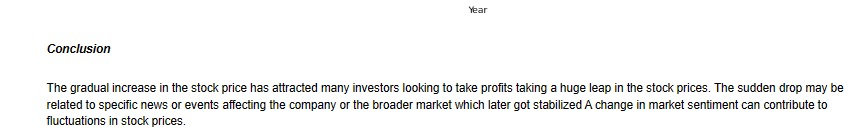 Year
Conclusion
The gradual increase in the stock price has attracted many investors looking to take profits taking a huge leap in the stock prices. The sudden drop may be
related to specific news or events affecting the company or the broader market which later got stabilized A change in market sentiment can contribute to
fluctuations in stock prices.